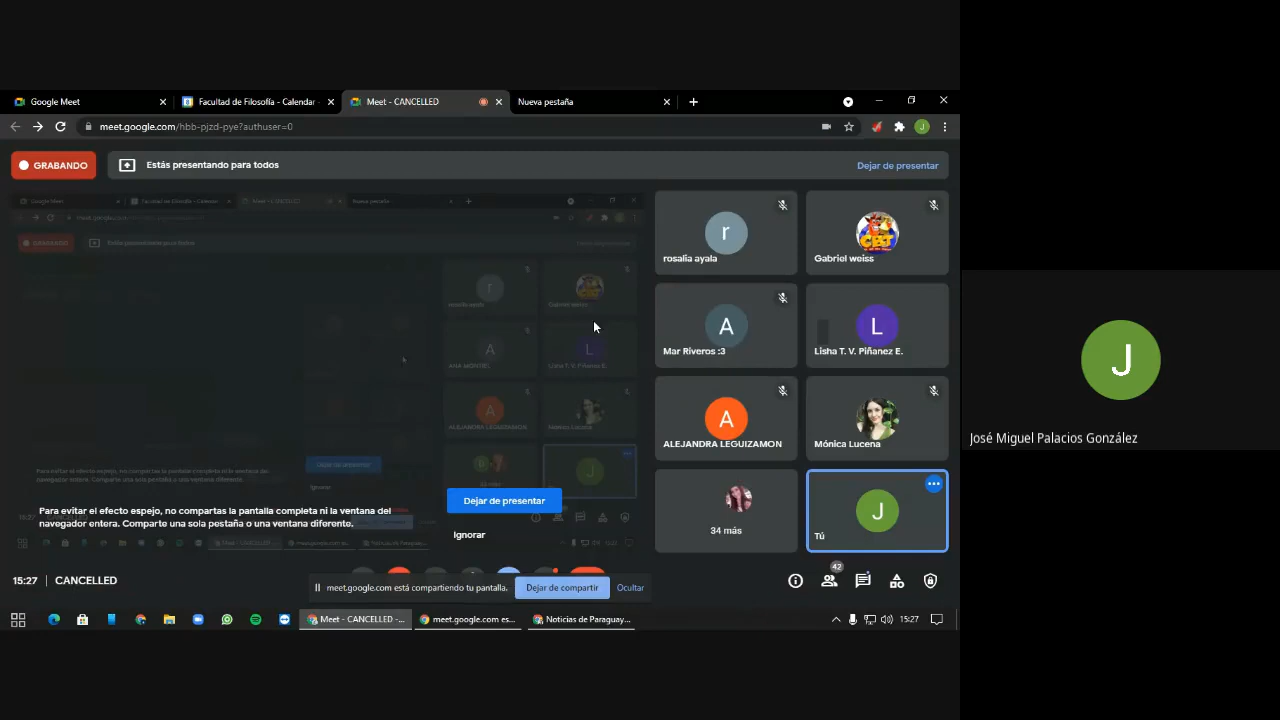 Google Meet
Facultad de Filosofía - Calendar -
Meet - CANCELLED
Nueva pestaña
meet.google.com/hbb-pjzd-pye?authuser=0
J
GRABANDO
Estás presentando para todos
Dejar de presentar
r
rosalia ayala
Gabriel weiss
A
Mar Riveros :3
L
Lisha T. V. Piñanez E.
A
ALEJANDRA LEGUIZAMON
Mónica Lucena
34 más
J
Tú
J
José Miguel Palacios González
ANA MONTIEL
Para evitar el efecto espejo, no compartas la pantalla completa ni la ventana del
navegador entera. Comparte una sola pestaña o una ventana diferente.
Dejar de presentar
Ignorar
15:27 | CANCELLED
meet.google.com está compartiendo tu pantalla.
Dejar de compartir
Ocultar
42
Meet - CANCELLED -...
meet.google.com es...
Noticias de Paraguay...
15:27